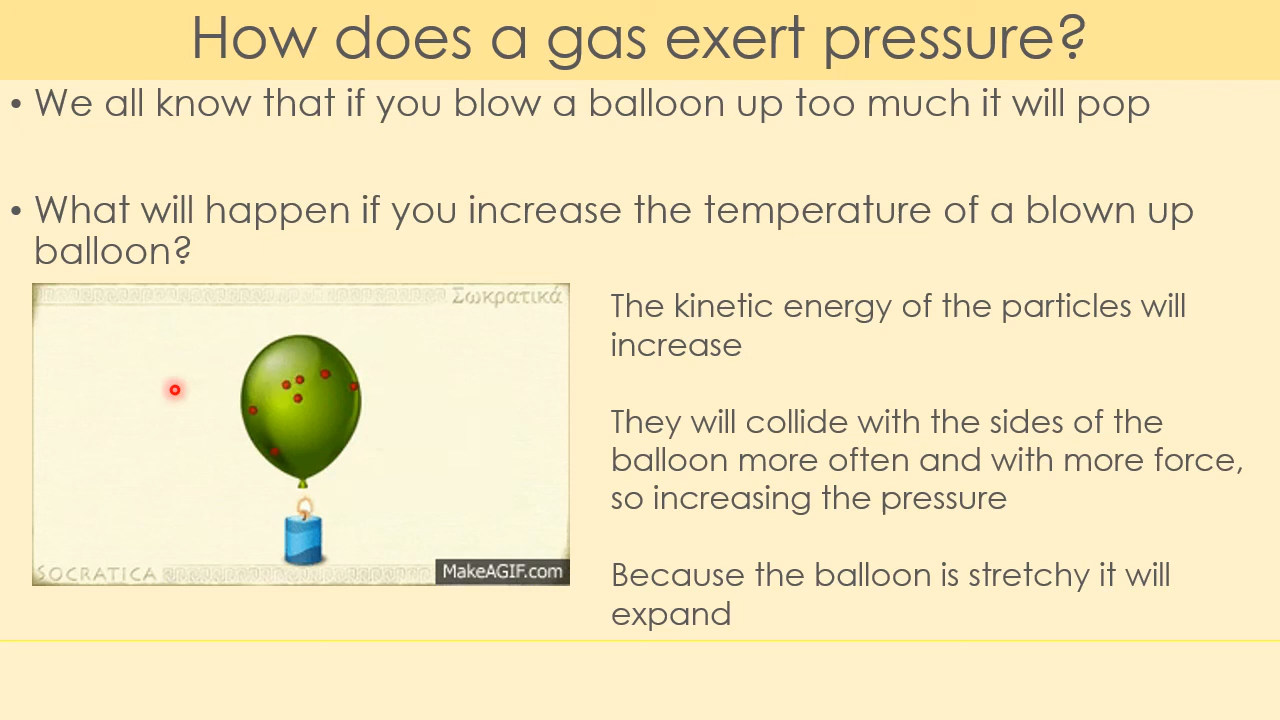 How does a gas exert pressure?
• We all know that if you blow a balloon up too much it will pop
• What will happen if you increase the temperature of a blown up
balloon?
Σωκρατικά
The kinetic energy of the particles will
increase
They will collide with the sides of the
balloon more often and with more force,
so increasing the pressure
SOCRATICA
MakeAGIF.com
Because the balloon is stretchy it will
expand